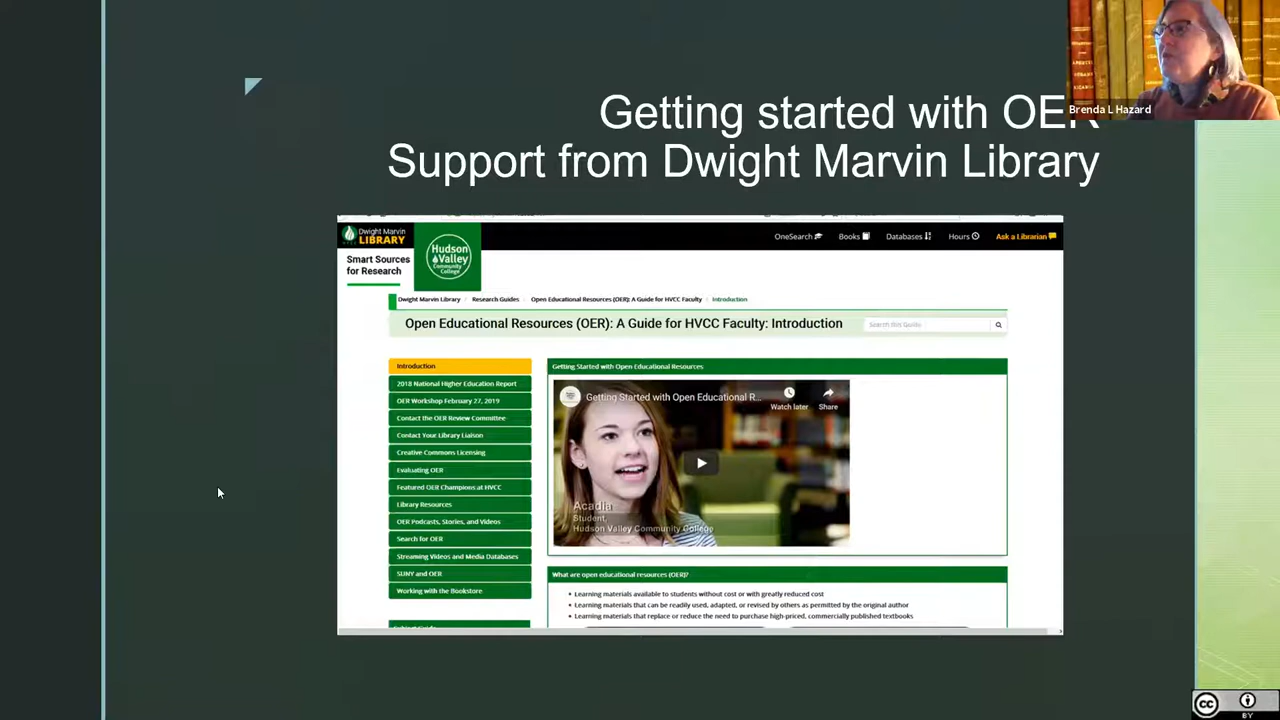 Brenda L Hazard
Getting started with OER
Support from Dwight Marvin Library
Dwight Marvin
LIBRARY
Hudson
Valley
Community
College
OneSearch
Books
Databases
Hours
Ask a Librarian
Smart Sources
for Research
Dwight Marvin Library / Research Guides / Open Educational Resources (OER): A Guide for HVCC Faculty / Introduction
Open Educational Resources (OER): A Guide for HVCC Faculty: Introduction
Search this Guide
Introduction
2018 National Higher Education Report
OER Workshop February 27, 2019
Contact the OER Review Committee
Contact Your Library Liaison
Creative Commons Licensing
Evaluating OER
Featured OER Champions at HVCC
Library Resources
OER Podcasts, Stories, and Videos
Search for OER
Streaming Videos and Media Databases
SUNY and OER
Working with the Bookstore
Getting Started with Open Educational Resources
Getting Started with Open Educational R...
Watch later
Share
Acadia
Student,
Hudson Valley Community College
What are open educational resources (OER)?
• Learning materials available to students without cost or with greatly reduced cost
• Learning materials that can be readily used, adapted, or revised by others as permitted by the original author
• Learning materials that replace or reduce the need to purchase high-priced, commercially published textbooks
cc
BY